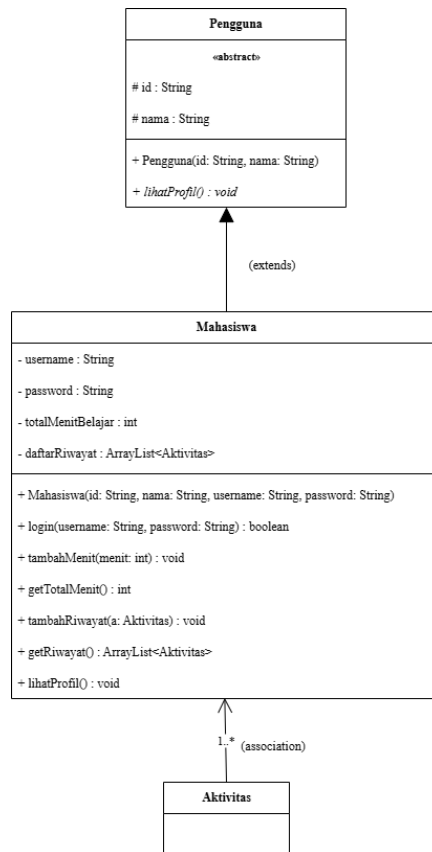 Pengguna
«abstract»
# id : String
# nama : String
+ Pengguna(id: String, nama: String)
+ lihatProfil() : void
(extends)
Mahasiswa
- username : String
- password : String
- totalMenitBelajar : int
- daftarRiwayat : ArrayList<Aktivitas>
+ Mahasiswa(id: String, nama: String, username: String, password: String)
+ login(username: String, password: String) : boolean
+ tambahMenit(menit: int) : void
+ getTotalMenit() : int
+ tambahRiwayat(a: Aktivitas) : void
+ getRiwayat() : ArrayList<Aktivitas>
+ lihatProfil() : void
1..* (association)
Aktivitas